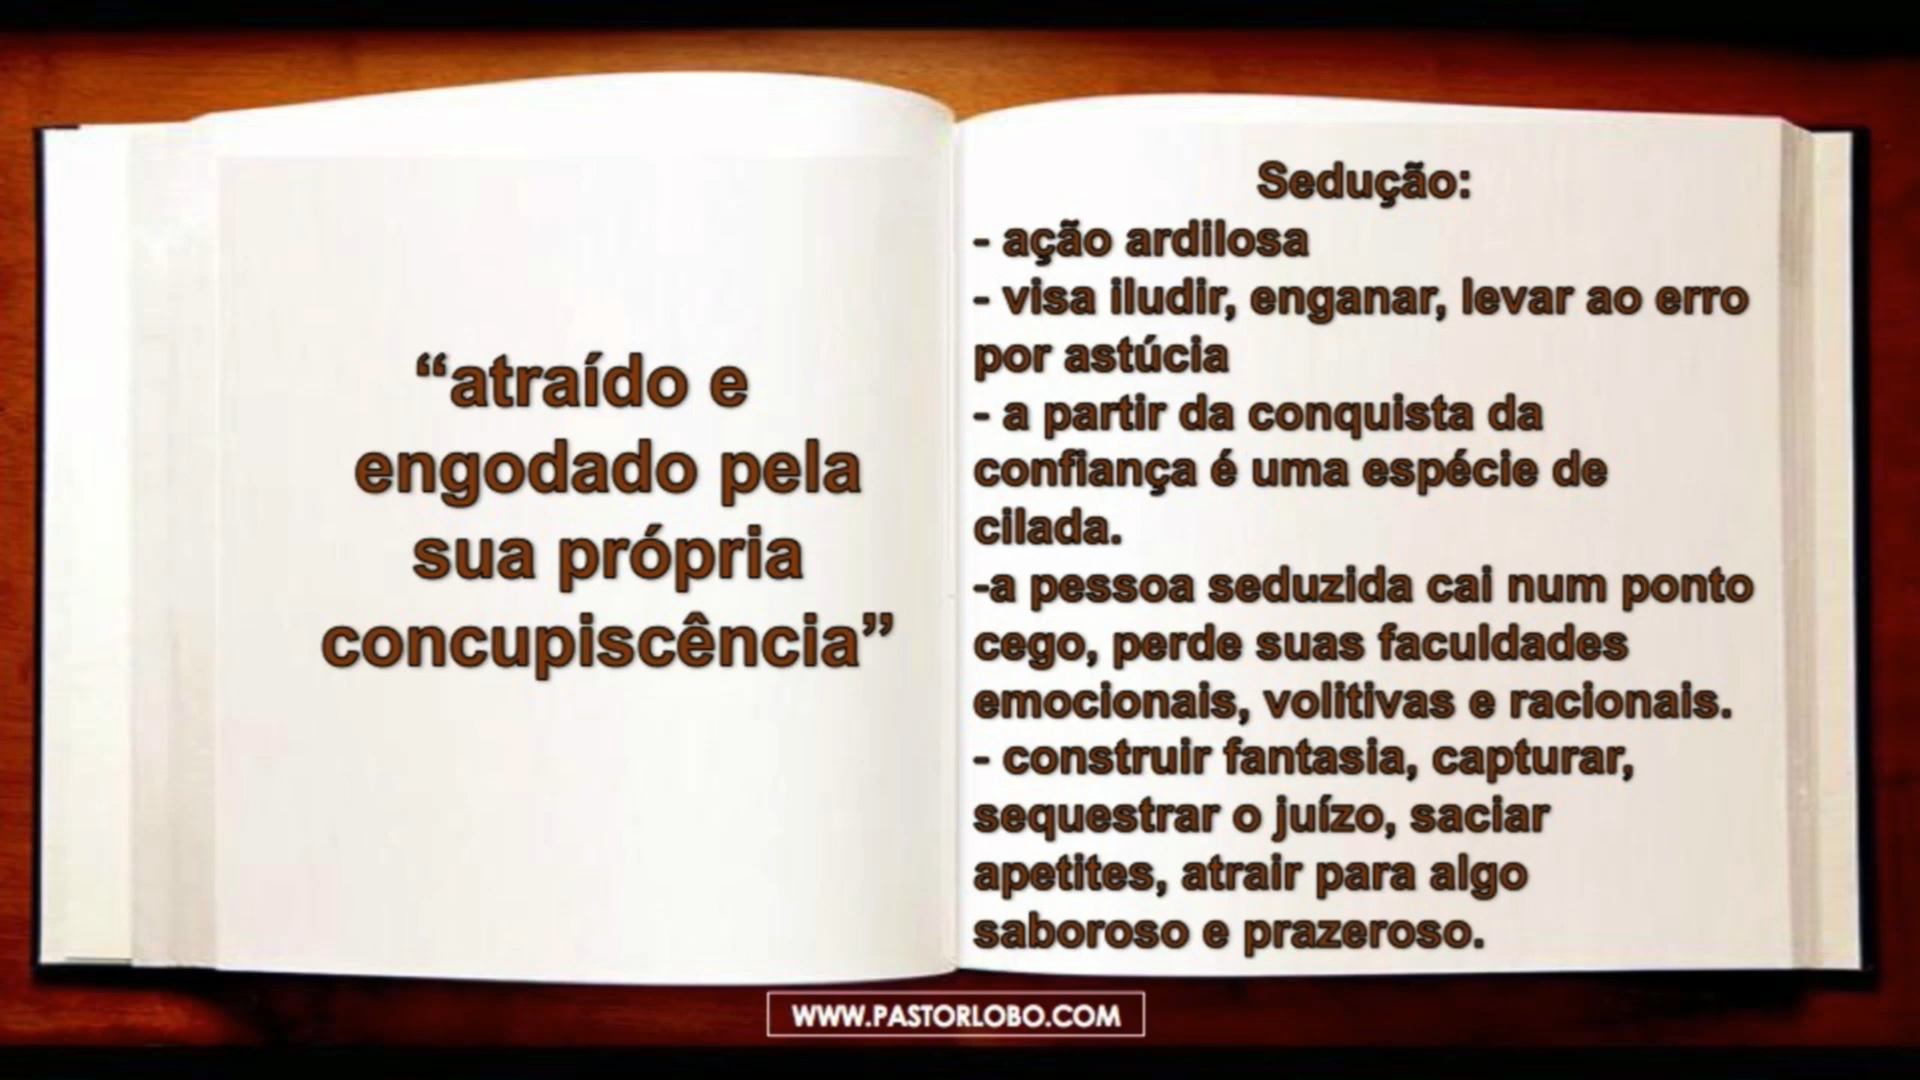 “atraído e
engodado pela
sua própria
concupiscência”
Sedução:
- ação ardilosa
- visa iludir, enganar, levar ao erro
por astúcia
- a partir da conquista da
confiança é uma espécie de
cilada.
-a pessoa seduzida cai num ponto
cego, perde suas faculdades
emocionais, volitivas e racionais.
- construir fantasia, capturar,
sequestrar o juízo, saciar
apetites, atrair para algo
saboroso e prazeroso.
WWW.PASTORLOBO.COM